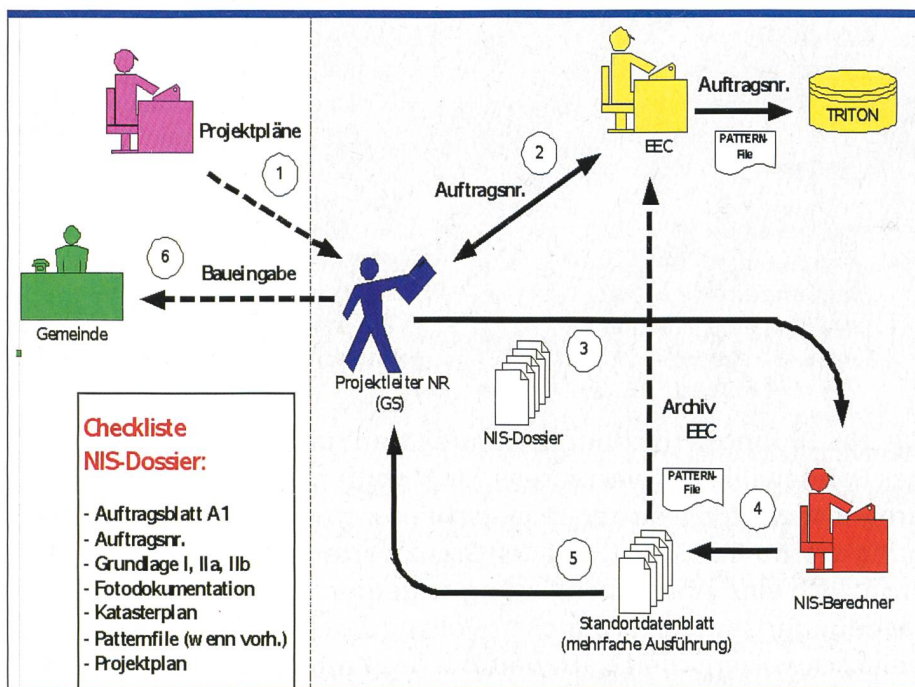 Projektpläne
1
2
Auftragsnr.
EEC
Auftragsnr.
PATTERN-
File
TRITON
6
Baueingabe
Gemeinde
Auftragsnr.
Projektleiter NR
(GS)
3
NIS-Dossier
Archiv
EEC
PATTERN-
File
4
NIS-Berechner
5
Standortdatenblatt
(mehrfache Ausführung)
Checkliste
NIS-Dossier:
- Auftragsblatt A1
- Auftragsnr.
- Grundlage I, IIa, IIb
- Fotodokumentation
- Katasterplan
- Patternfile (wenn vorh.)
- Projektplan